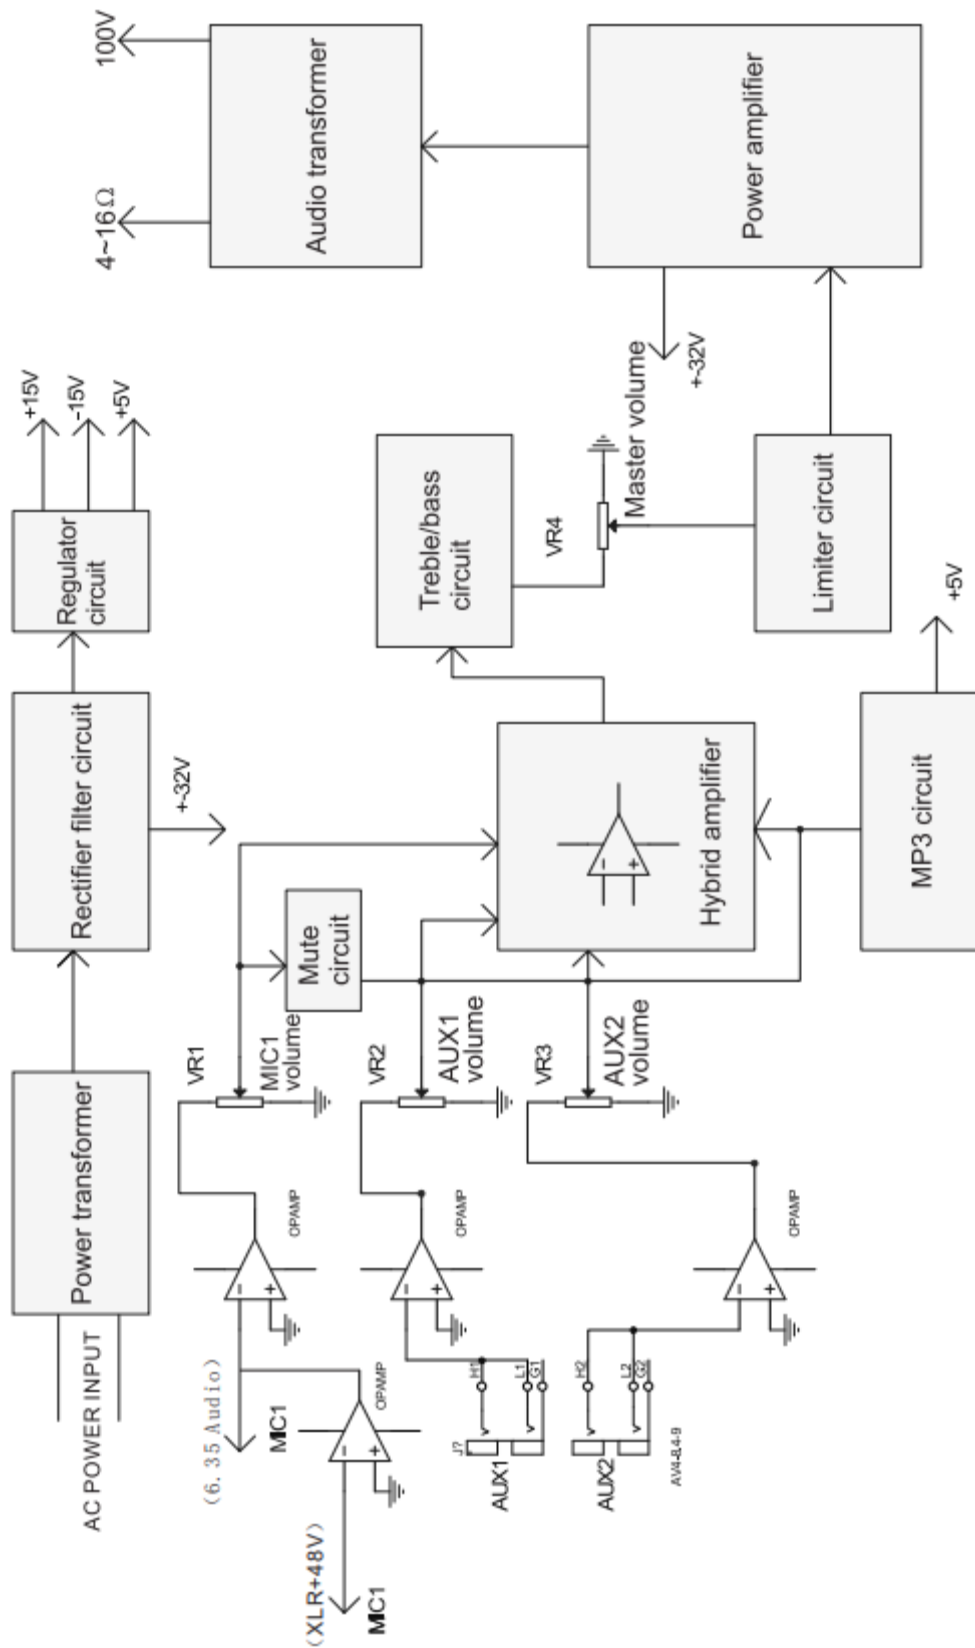 AC POWER INPUT
Power transformer
Rectifier filter circuit
+-32V
Regulator
circuit
+15V
-15V
+5V
(6. 35 Audio)
MIC1
OPAMP
VR1
MIC1
volume
(XLR+48V)
MIC1
OPAMP
Mute
circuit
J?
AUX1
H1
L1
G1
OPAMP
VR2
AUX1
volume
AUX2
AV4-8.4-9
H2
L2
G2
OPAMP
VR3
AUX2
volume
Hybrid amplifier
MP3 circuit
+5V
Treble/bass
circuit
VR4
Master volume
Limiter circuit
+-32V
Power amplifier
Audio transformer
4~16Ω
100V